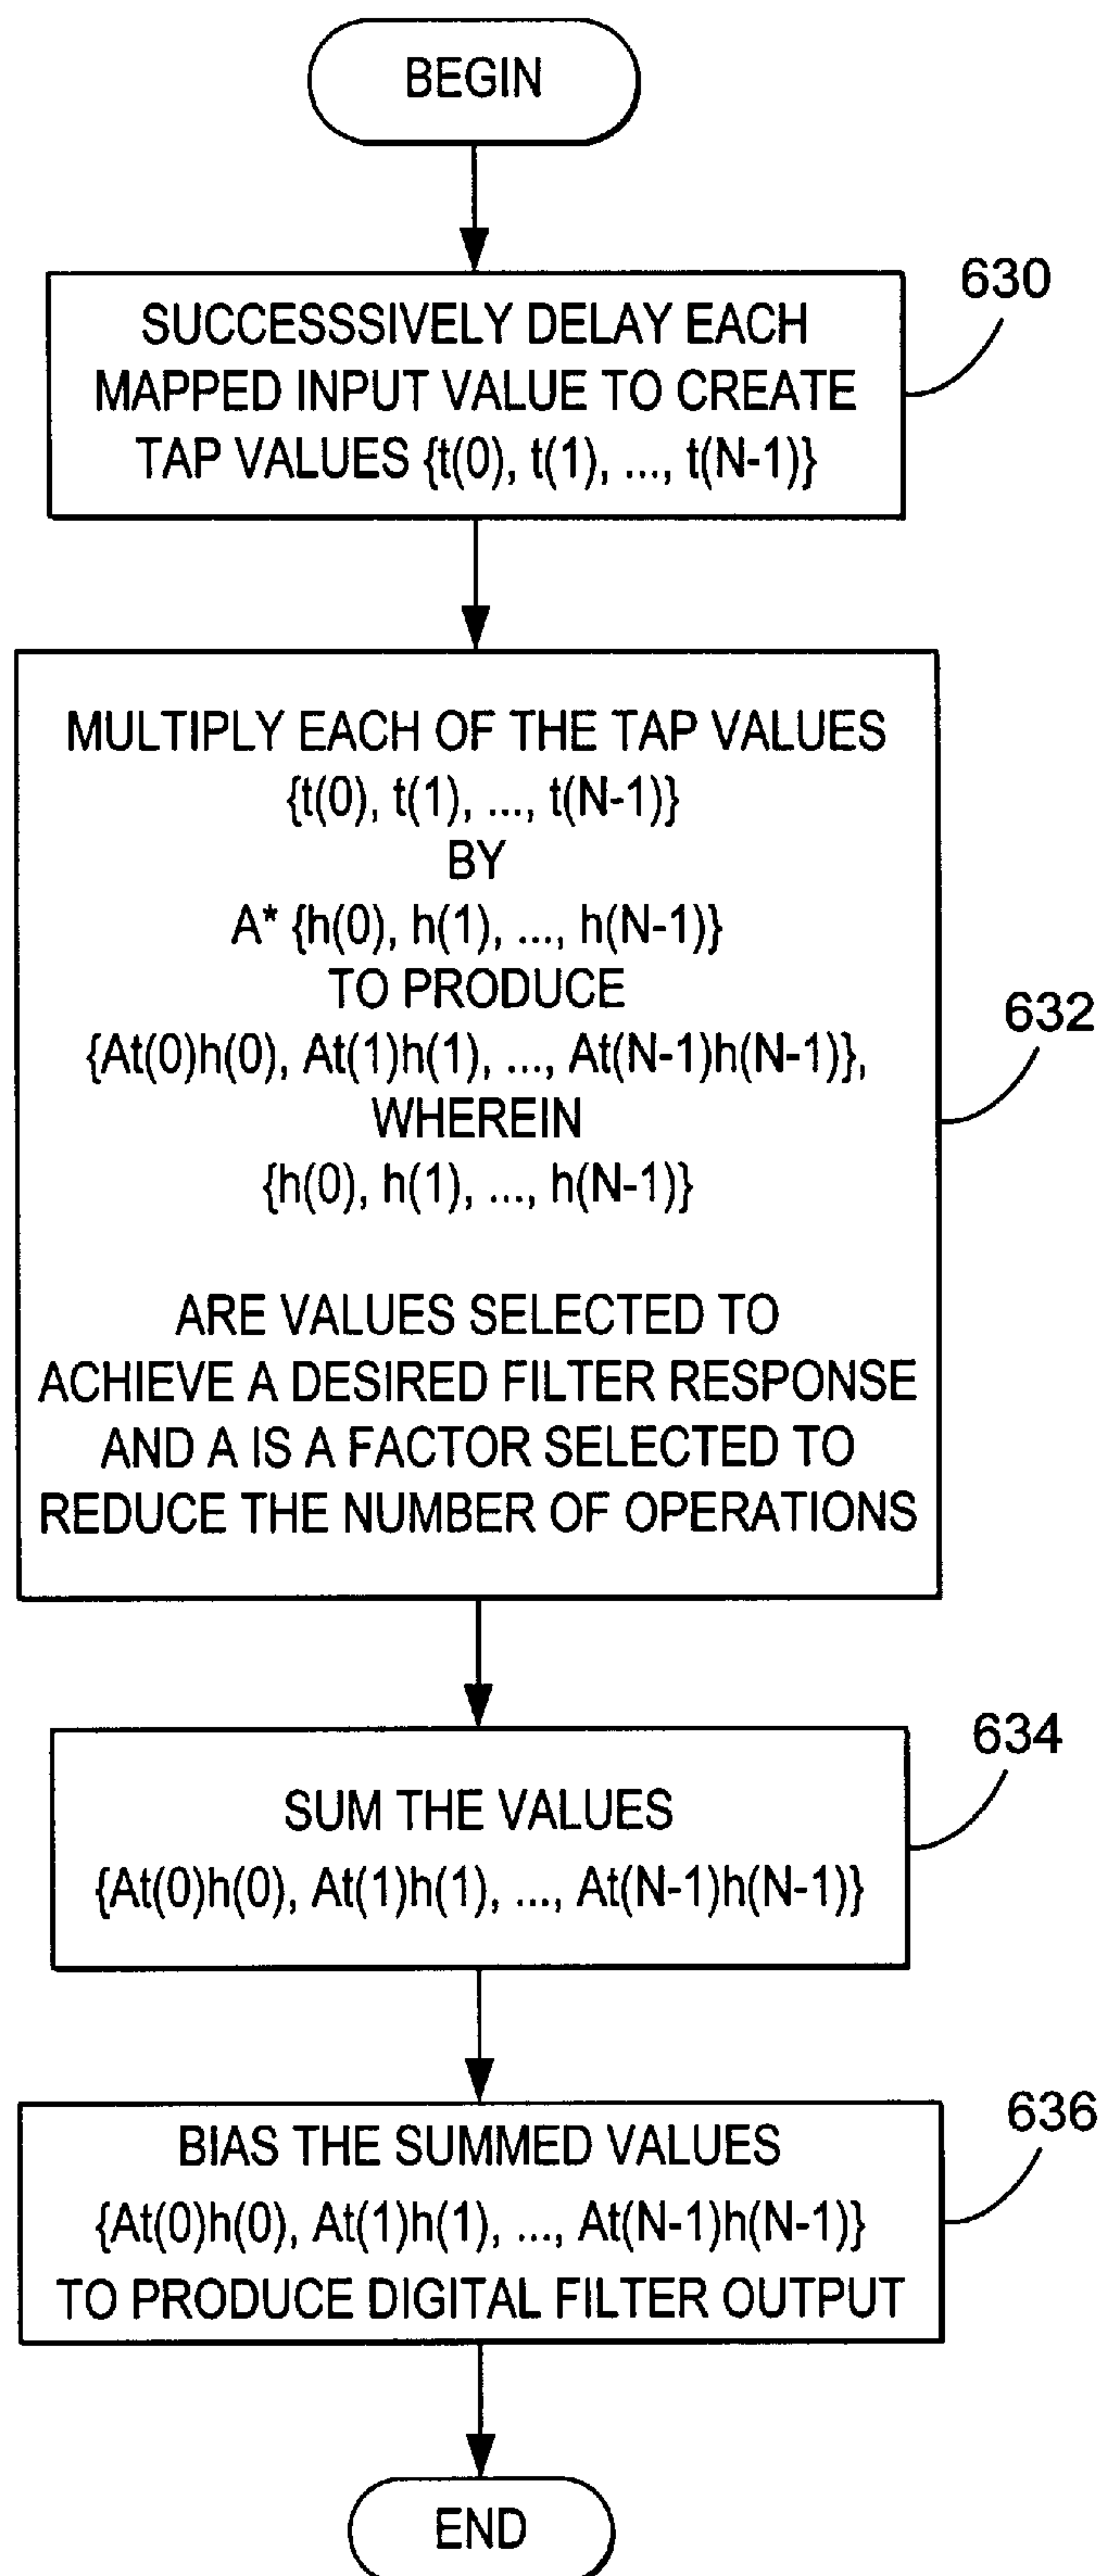 BEGIN
SUCCESSSIVELY DELAY EACH
MAPPED INPUT VALUE TO CREATE
TAP VALUES {t(0), t(1), ..., t(N-1)}
630
MULTIPLY EACH OF THE TAP VALUES
{t(0), t(1), ..., t(N-1)}
BY
A* {h(0), h(1), ..., h(N-1)}
TO PRODUCE
{At(0)h(0), At(1)h(1), ..., At(N-1)h(N-1)},
WHEREIN
{h(0), h(1), ..., h(N-1)}
ARE VALUES SELECTED TO
ACHIEVE A DESIRED FILTER RESPONSE
AND A IS A FACTOR SELECTED TO
REDUCE THE NUMBER OF OPERATIONS
632
SUM THE VALUES
{At(0)h(0), At(1)h(1), ..., At(N-1)h(N-1)}
634
BIAS THE SUMMED VALUES
{At(0)h(0), At(1)h(1), ..., At(N-1)h(N-1)}
TO PRODUCE DIGITAL FILTER OUTPUT
636
END